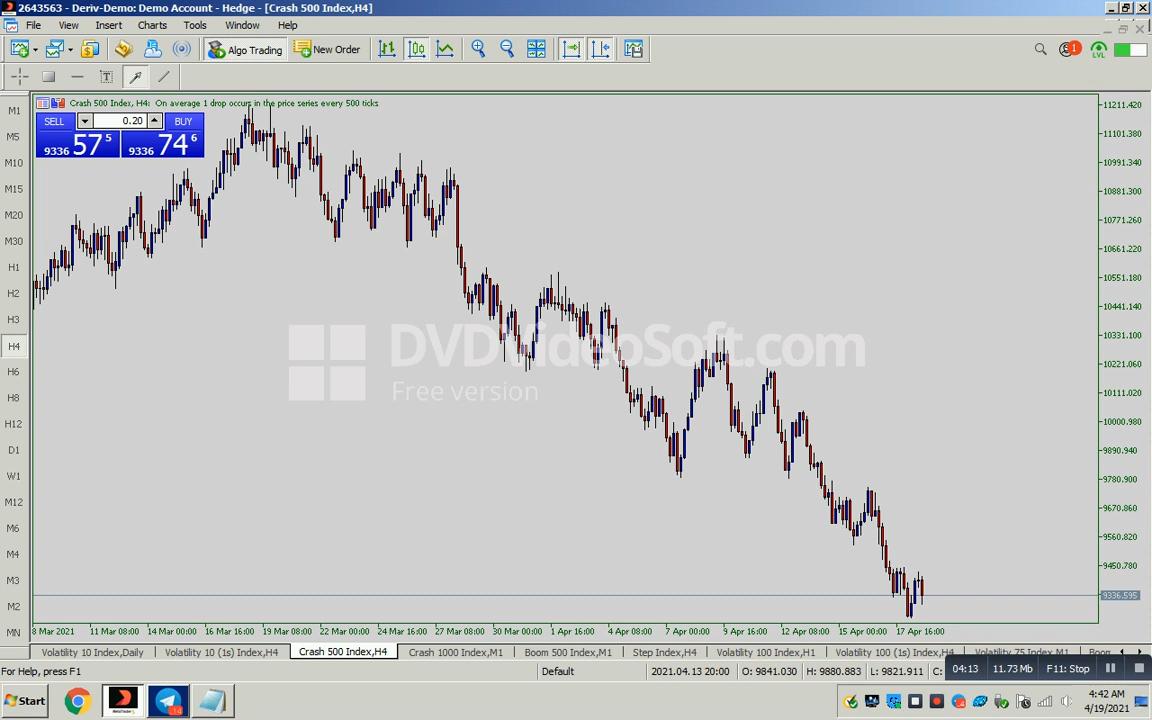 2643563 - Deriv-Demo: Demo Account - Hedge - [Crash 500 Index,H4]
File View Insert Charts Tools Window Help
Algo Trading New Order 1 LVL
T
Crash 500 Index, H4: On average 1 drop occurs in the price series every 500 ticks
SELL 0.20 BUY
9336 57 5 9336 74 6
M1
M5
M10
M15
M20
M30
H1
H2
H3
H4
H6
H8
H12
D1
W1
M12
M6
M4
M3
M2
MN
11211.420
11101.380
10991.340
10881.300
10771.260
10661.220
10551.180
10441.140
10331.100
10221.060
10111.020
10000.980
9890.940
9780.900
9670.860
9560.820
9450.780
9336.595
DVDVideoSoft.com
Free version
8 Mar 2021 11 Mar 08:00 14 Mar 00:00 16 Mar 16:00 19 Mar 08:00 22 Mar 00:00 24 Mar 16:00 27 Mar 08:00 30 Mar 00:00 1 Apr 16:00 4 Apr 08:00 7 Apr 00:00 9 Apr 16:00 12 Apr 08:00 15 Apr 00:00 17 Apr 16:00
Volatility 10 Index,Daily Volatility 10 (1s) Index,H4 Crash 500 Index,H4 Crash 1000 Index,M1 Boom 500 Index,M1 Step Index,H4 Volatility 100 Index,H1 Volatility 100 (1s) Index,H4 Volatility 75 Index,M1 Boom
For Help, press F1 Default 2021.04.13 20:00 O: 9841.030 H: 9880.883 L: 9821.911 C: 04:13 11.73 Mb F11: Stop
Start 14 4:42 AM
4/19/2021